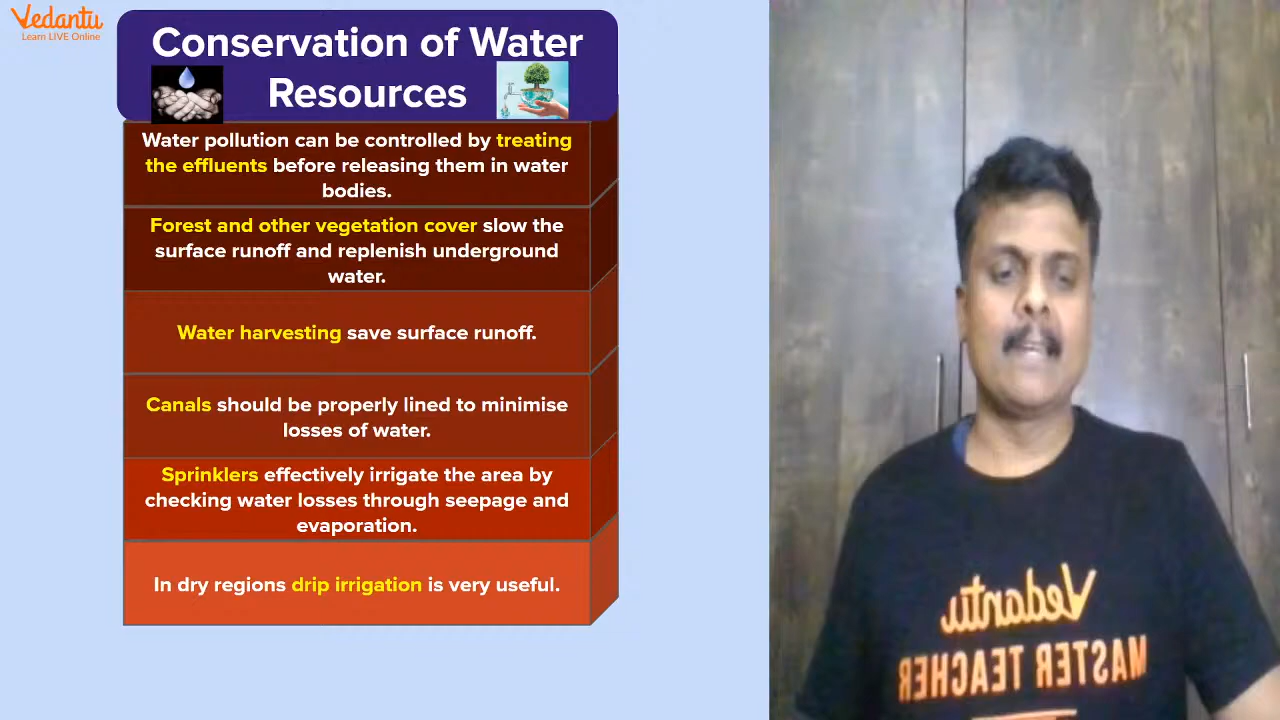 Vedantu
Learn LIVE Online
Conservation of Water
Resources
Water pollution can be controlled by treating
the effluents before releasing them in water
bodies.
Forest and other vegetation cover slow the
surface runoff and replenish underground
water.
Water harvesting save surface runoff.
Canals should be properly lined to minimise
losses of water.
Sprinklers effectively irrigate the area by
checking water losses through seepage and
evaporation.
In dry regions drip irrigation is very useful.
Vedantu
MASTER TEACHER